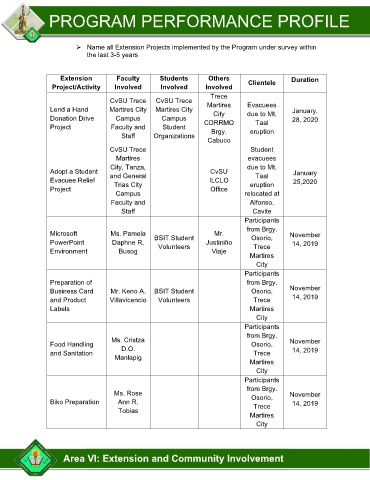 PROGRAM PERFORMANCE PROFILE
➢ Name all Extension Projects implemented by the Program under survey within
the last 3-5 years
Extension Project/Activity | Faculty Involved | Students Involved | Others Involved | Clientele | Duration
Lend a Hand Donation Drive Project | CvSU Trece Martires City Campus Faculty and Staff | CvSU Trece Martires City Campus Student Organizations | Trece Martires City CORRMO Brgy. Cabuco | Evacuees due to Mt. Taal eruption | January, 28, 2020
Adopt a Student Evacuee Relief Project | CvSU Trece Martires City, Tanza, and General Trias City Campus Faculty and Staff | CvSU ILCLO Office | Student evacuees due to Mt. Taal eruption relocated at Alfonso, Cavite | January 25,2020
Microsoft PowerPoint Environment | Ms. Pamela Daphne R. Busog | BSIT Student Volunteers | Mr. Justiniño Viaje | Participants from Brgy. Osorio, Trece Martires City | November 14, 2019
Preparation of Business Card and Product Labels | Mr. Keno A. Villavicencio | BSIT Student Volunteers | Participants from Brgy. Osorio, Trece Martires City | November 14, 2019
Food Handling and Sanitation | Ms. Cristza D.O. Manlapig | Participants from Brgy. Osorio, Trece Martires City | November 14, 2019
Biko Preparation | Ms. Rose Ann R. Tobias | Participants from Brgy. Osorio, Trece Martires City | November 14, 2019
Area VI: Extension and Community Involvement